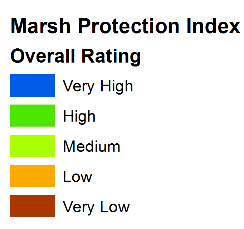 Marsh Protection Index
Overall Rating
Very High
High
Medium
Low
Very Low